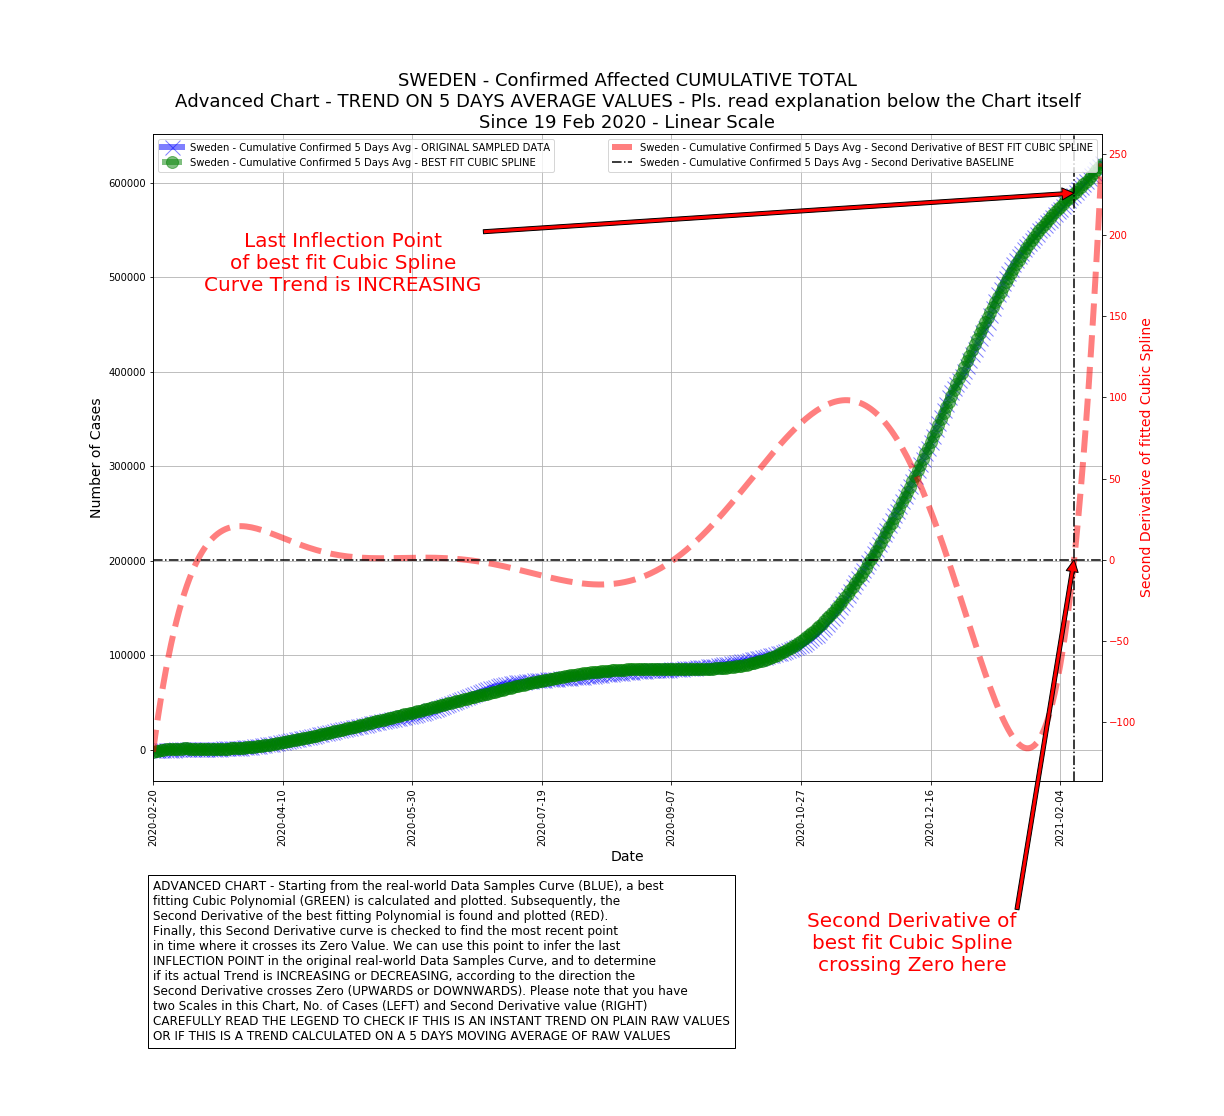 SWEDEN - Confirmed Affected CUMULATIVE TOTAL
Advanced Chart - TREND ON 5 DAYS AVERAGE VALUES - Pls. read explanation below the Chart itself
Since 19 Feb 2020 - Linear Scale
Sweden - Cumulative Confirmed 5 Days Avg - ORIGINAL SAMPLED DATA
Sweden - Cumulative Confirmed 5 Days Avg - BEST FIT CUBIC SPLINE
Sweden - Cumulative Confirmed 5 Days Avg - Second Derivative of BEST FIT CUBIC SPLINE
Sweden - Cumulative Confirmed 5 Days Avg - Second Derivative BASELINE
Last Inflection Point
of best fit Cubic Spline
Curve Trend is INCREASING
Number of Cases
600000
500000
400000
300000
200000
100000
0
250
200
150
100
50
0
−50
−100
Second Derivative of fitted Cubic Spline
2020-02-20
2020-04-10
2020-05-30
2020-07-19
2020-09-07
2020-10-27
2020-12-16
2021-02-04
Date
ADVANCED CHART - Starting from the real-world Data Samples Curve (BLUE), a best
fitting Cubic Polynomial (GREEN) is calculated and plotted. Subsequently, the
Second Derivative of the best fitting Polynomial is found and plotted (RED).
Finally, this Second Derivative curve is checked to find the most recent point
in time where it crosses its Zero Value. We can use this point to infer the last
INFLECTION POINT in the original real-world Data Samples Curve, and to determine
if its actual Trend is INCREASING or DECREASING, according to the direction the
Second Derivative crosses Zero (UPWARDS or DOWNWARDS). Please note that you have
two Scales in this Chart, No. of Cases (LEFT) and Second Derivative value (RIGHT)
CAREFULLY READ THE LEGEND TO CHECK IF THIS IS AN INSTANT TREND ON PLAIN RAW VALUES
OR IF THIS IS A TREND CALCULATED ON A 5 DAYS MOVING AVERAGE OF RAW VALUES
Second Derivative of
best fit Cubic Spline
crossing Zero here